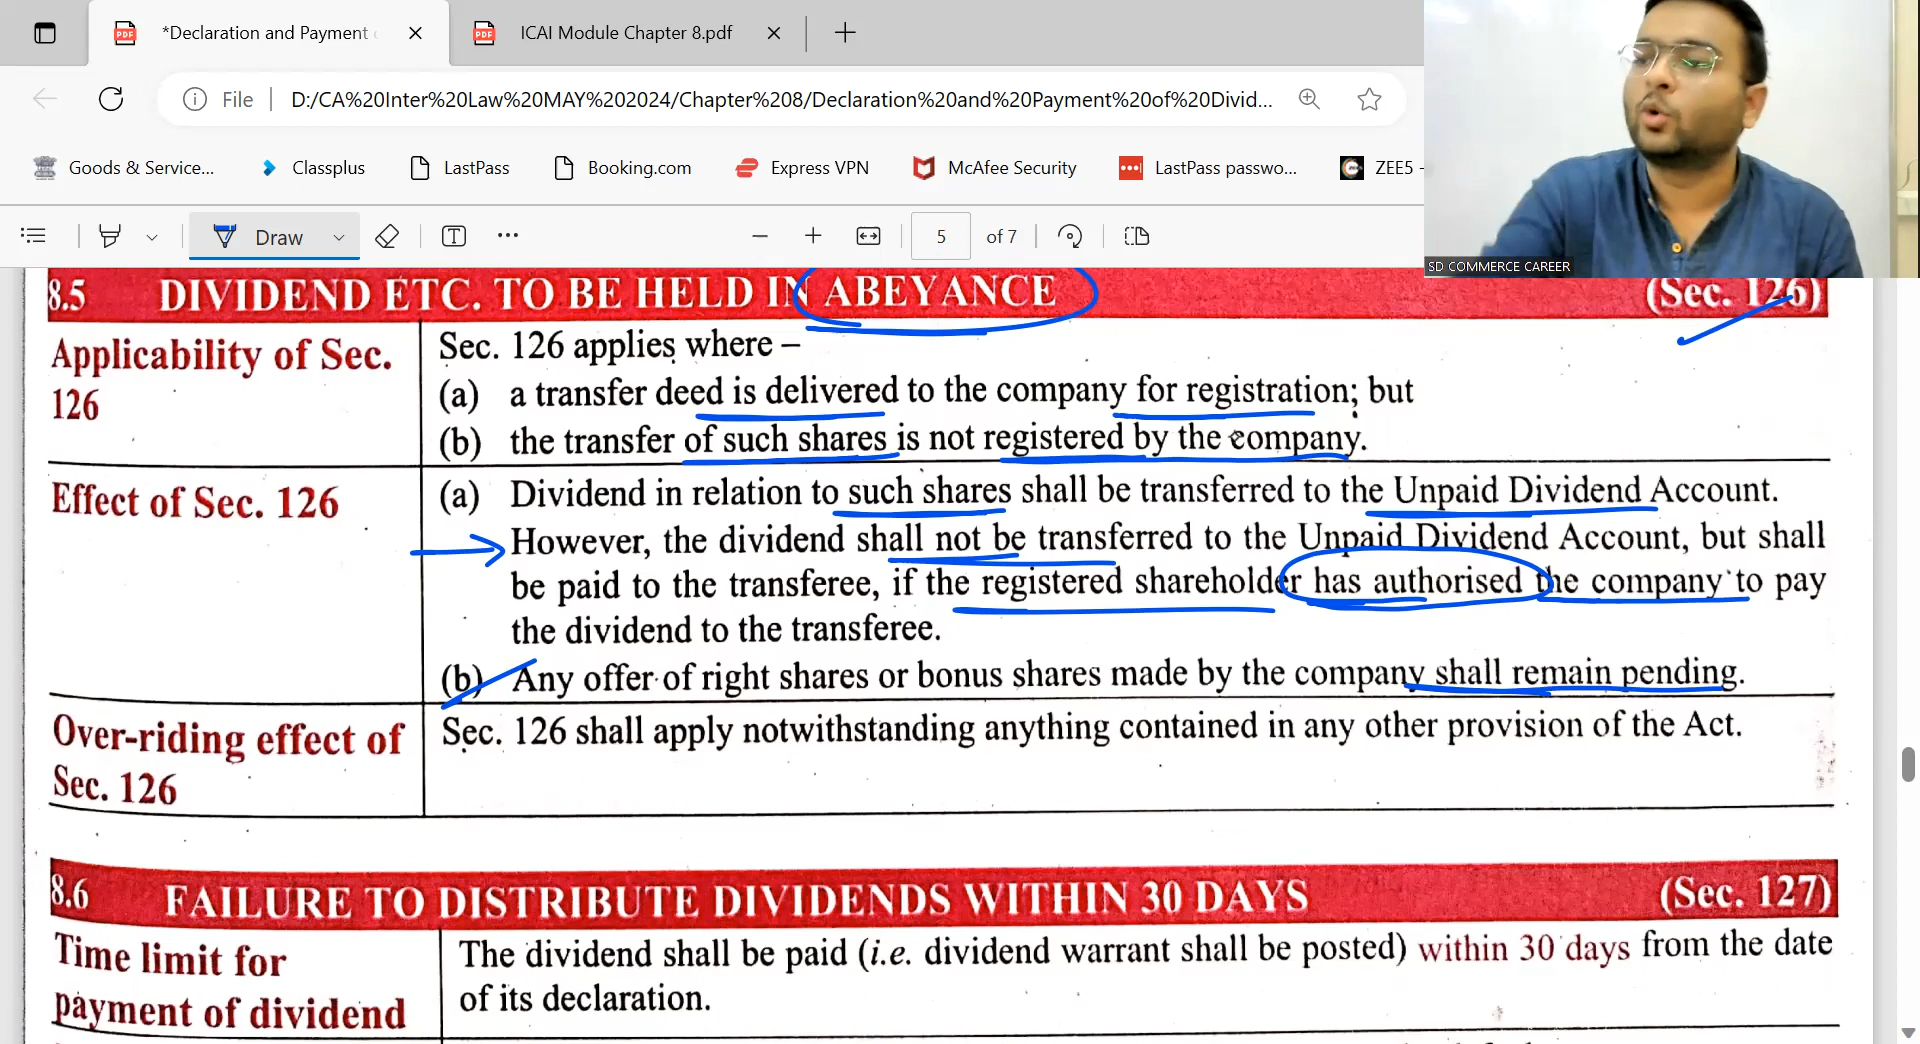 *Declaration and Payment
ICAI Module Chapter 8.pdf
File
D:/CA%20Inter%20Law%20MAY%202024/Chapter%208/Declaration%20and%20Payment%20of%20Divid...
Goods & Service...
Classplus
LastPass
Booking.com
Express VPN
McAfee Security
LastPass passwo...
ZEE5 -
Draw
5
of 7
SD COMMERCE CAREER
8.5 DIVIDEND ETC. TO BE HELD IN ABEYANCE (Sec. 126)
Applicability of Sec.
126
Sec. 126 applies where –
(a) a transfer deed is delivered to the company for registration; but
(b) the transfer of such shares is not registered by the company.
Effect of Sec. 126
(a) Dividend in relation to such shares shall be transferred to the Unpaid Dividend Account.
However, the dividend shall not be transferred to the Unpaid Dividend Account, but shall
be paid to the transferee, if the registered shareholder has authorised the company to pay
the dividend to the transferee.
(b) Any offer of right shares or bonus shares made by the company shall remain pending.
Over-riding effect of
Sec. 126
Sec. 126 shall apply notwithstanding anything contained in any other provision of the Act.
8.6 FAILURE TO DISTRIBUTE DIVIDENDS WITHIN 30 DAYS (Sec. 127)
Time limit for
payment of dividend
The dividend shall be paid (i.e. dividend warrant shall be posted) within 30 days from the date
of its declaration.